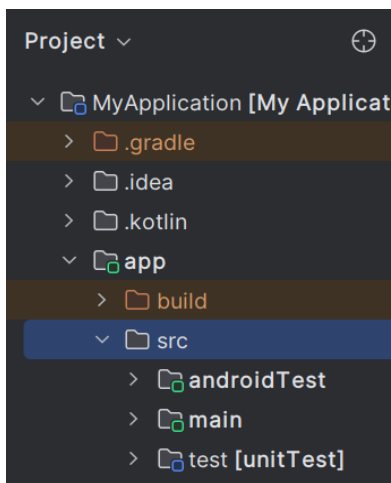 Project
MyApplication [My Applicat
.gradle
.idea
.kotlin
app
build
src
androidTest
main
test [unitTest]